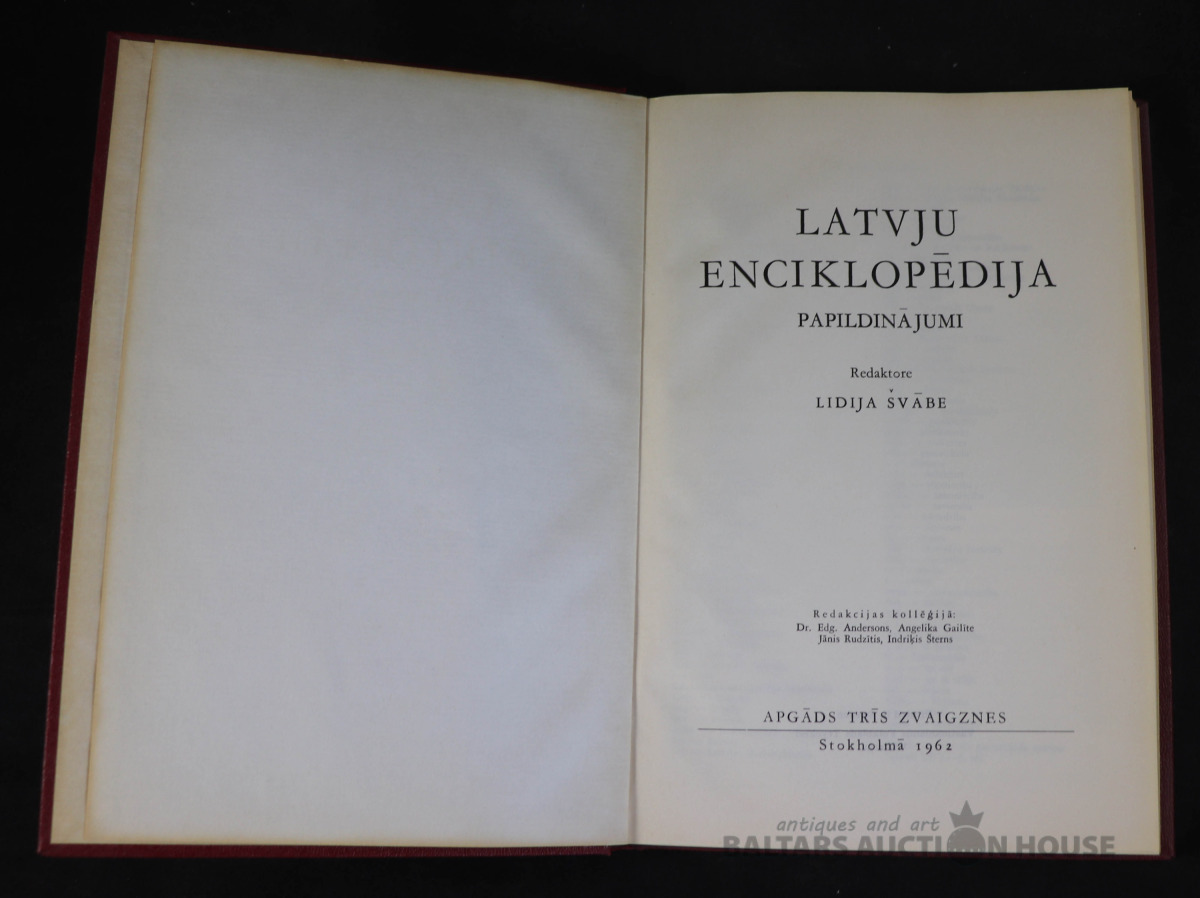 LATVJU
ENCIKLOPĒDIJA
PAPILDINĀJUMI
Redaktore
LIDIJA ŠVĀBE
Redakcijas kollēģijā:
Dr. Edg. Andersons, Angelika Gailīte
Jānis Rudzītis, Indriķis Šterns
APGĀDS TRĪS ZVAIGZNES
Stokholmā 1962
antiques and art
BALTARS AUCTION HOUSE